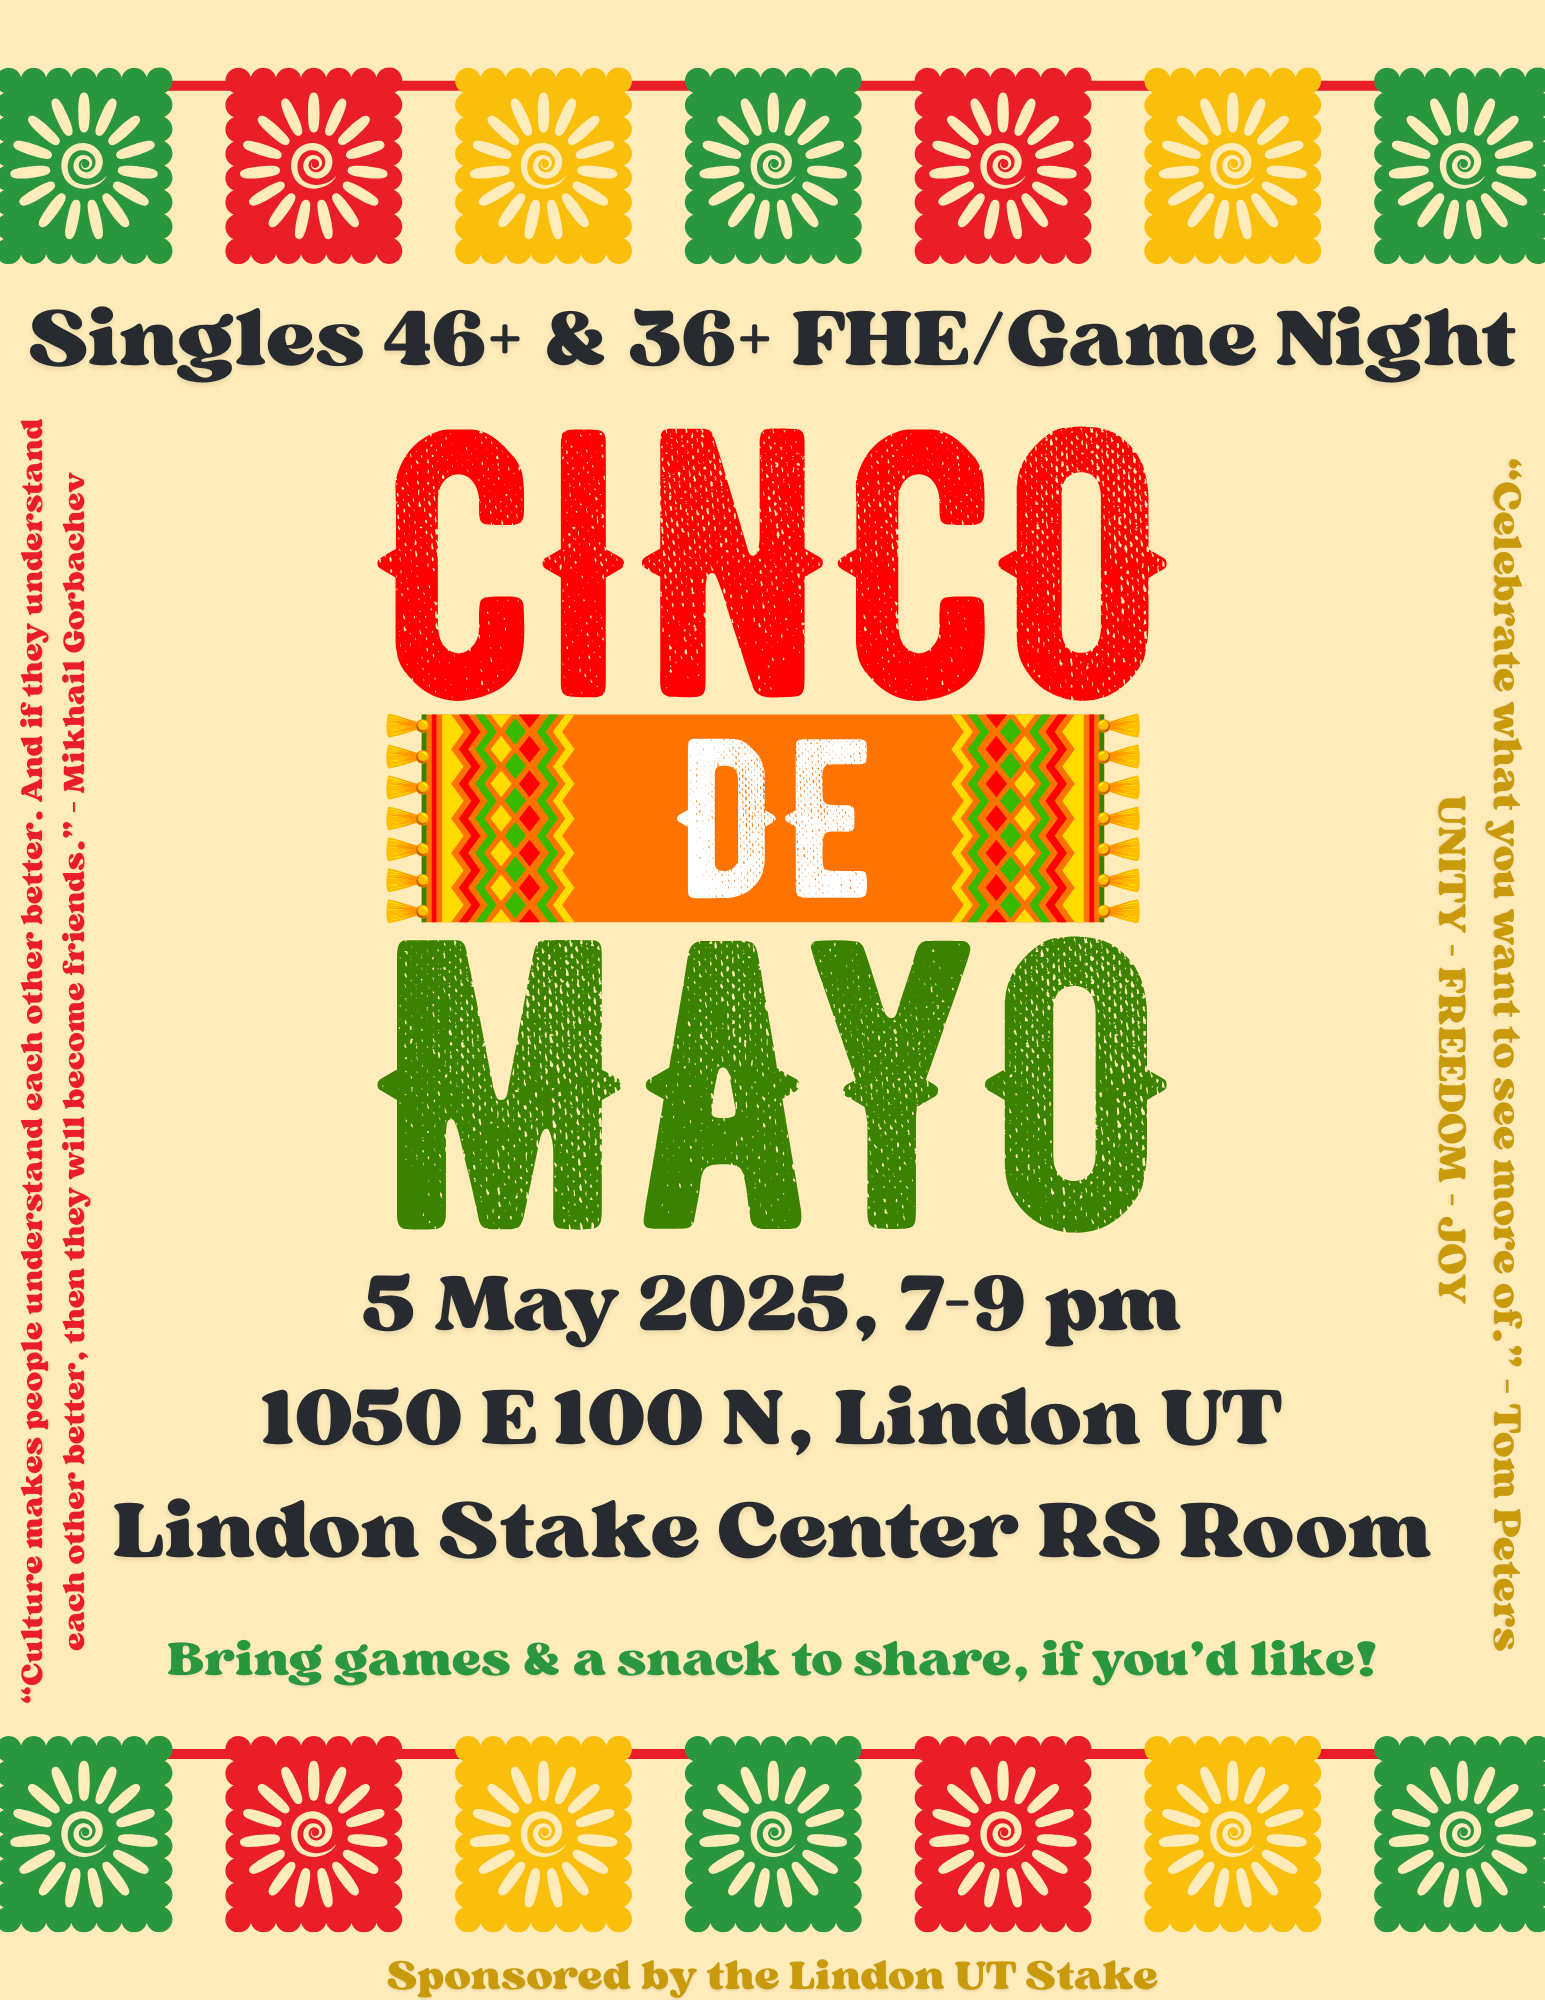 Singles 46+ & 36+ FHE/Game Night
CINCO
DE
MAYO
5 May 2025, 7-9 pm
1050 E 100 N, Lindon UT
Lindon Stake Center RS Room
Bring games & a snack to share, if you'd like!
“Culture makes people understand each other better. And if they understand
each other better, then they will become friends.” - Mikhail Gorbachev
“Celebrate what you want to see more of.” - Tom Peters
UNITY - FREEDOM - JOY
Sponsored by the Lindon UT Stake